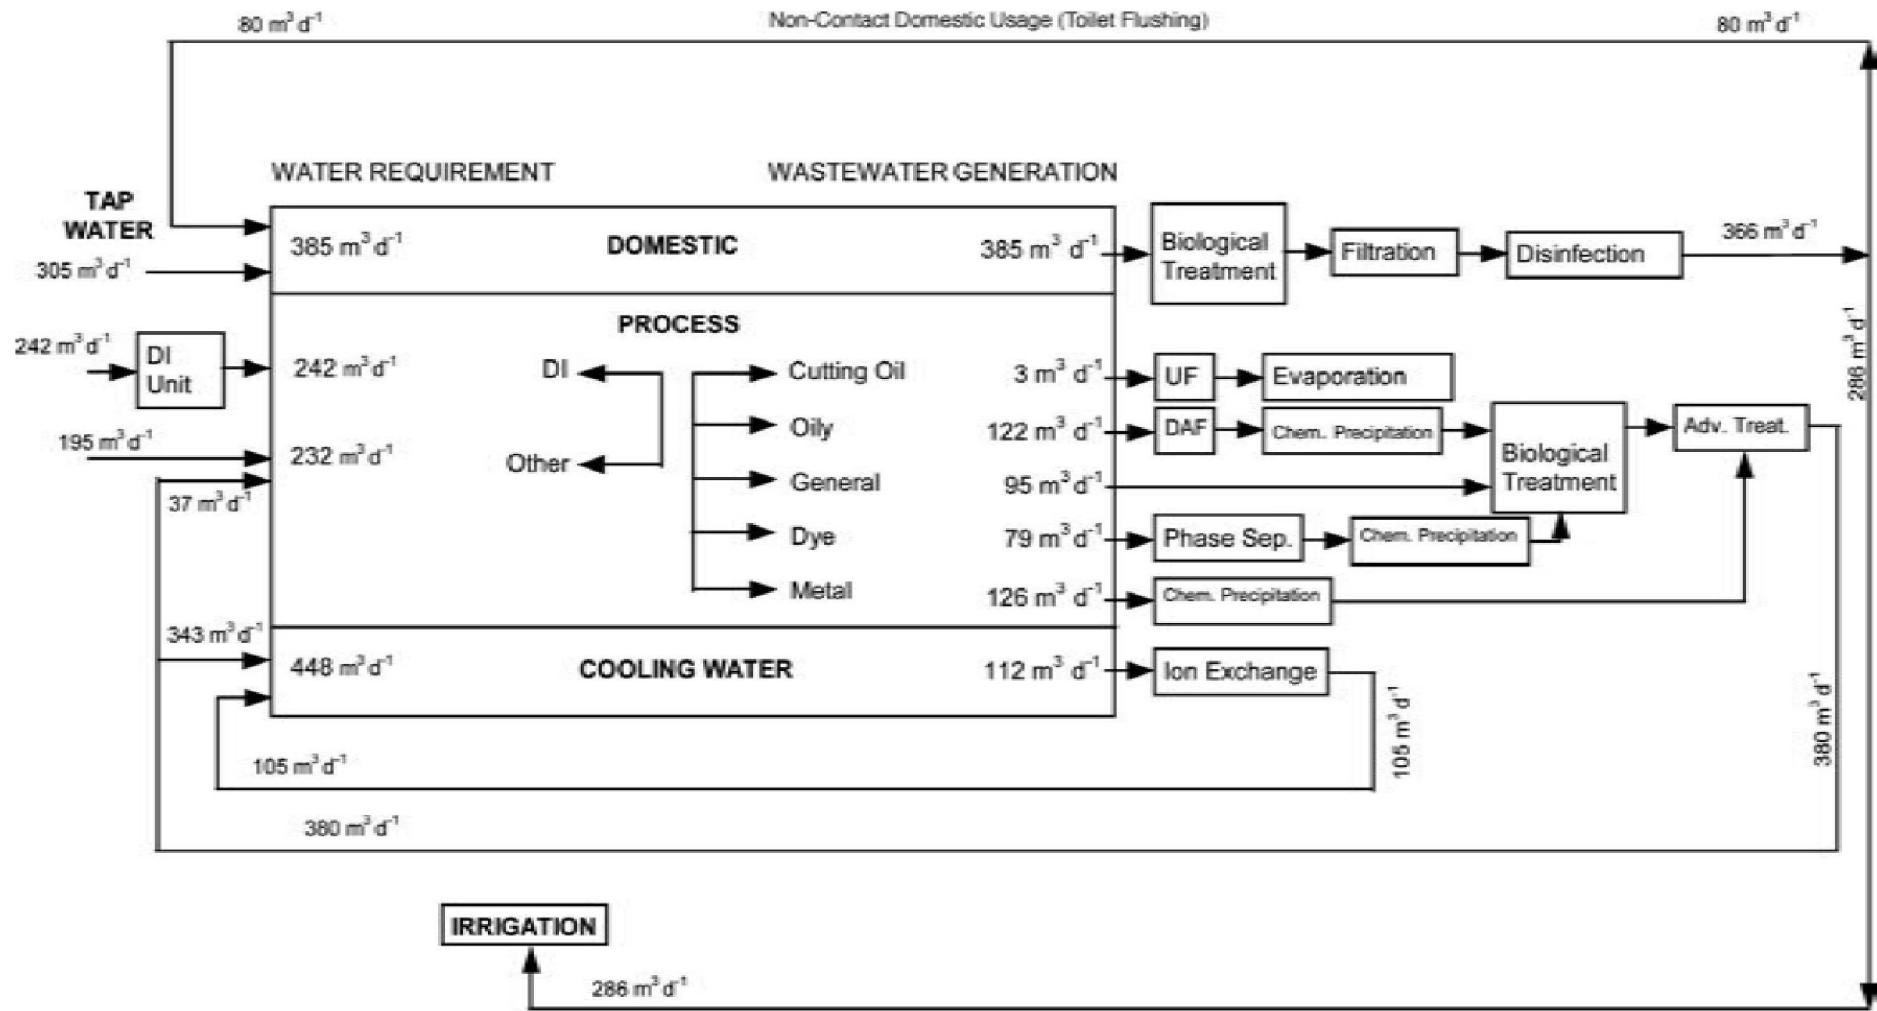 80 m³ d⁻¹
Non-Contact Domestic Usage (Toilet Flushing)
80 m³ d⁻¹
WATER REQUIREMENT
WASTEWATER GENERATION
TAP
WATER
305 m³ d⁻¹
385 m³ d⁻¹
DOMESTIC
385 m³ d⁻¹
Biological
Treatment
Filtration
Disinfection
366 m³ d⁻¹
286 m³ d⁻¹
PROCESS
242 m³ d⁻¹
DI
Unit
242 m³ d⁻¹
DI
Cutting Oil
3 m³ d⁻¹
UF
Evaporation
195 m³ d⁻¹
232 m³ d⁻¹
Other
Oily
122 m³ d⁻¹
DAF
Chem. Precipitation
Biological
Treatment
Adv. Treat.
37 m³ d⁻¹
General
95 m³ d⁻¹
Dye
79 m³ d⁻¹
Phase Sep.
Chem. Precipitation
Metal
126 m³ d⁻¹
Chem. Precipitation
343 m³ d⁻¹
448 m³ d⁻¹
COOLING WATER
112 m³ d⁻¹
Ion Exchange
105 m³ d⁻¹
380 m³ d⁻¹
105 m³ d⁻¹
380 m³ d⁻¹
IRRIGATION
286 m³ d⁻¹